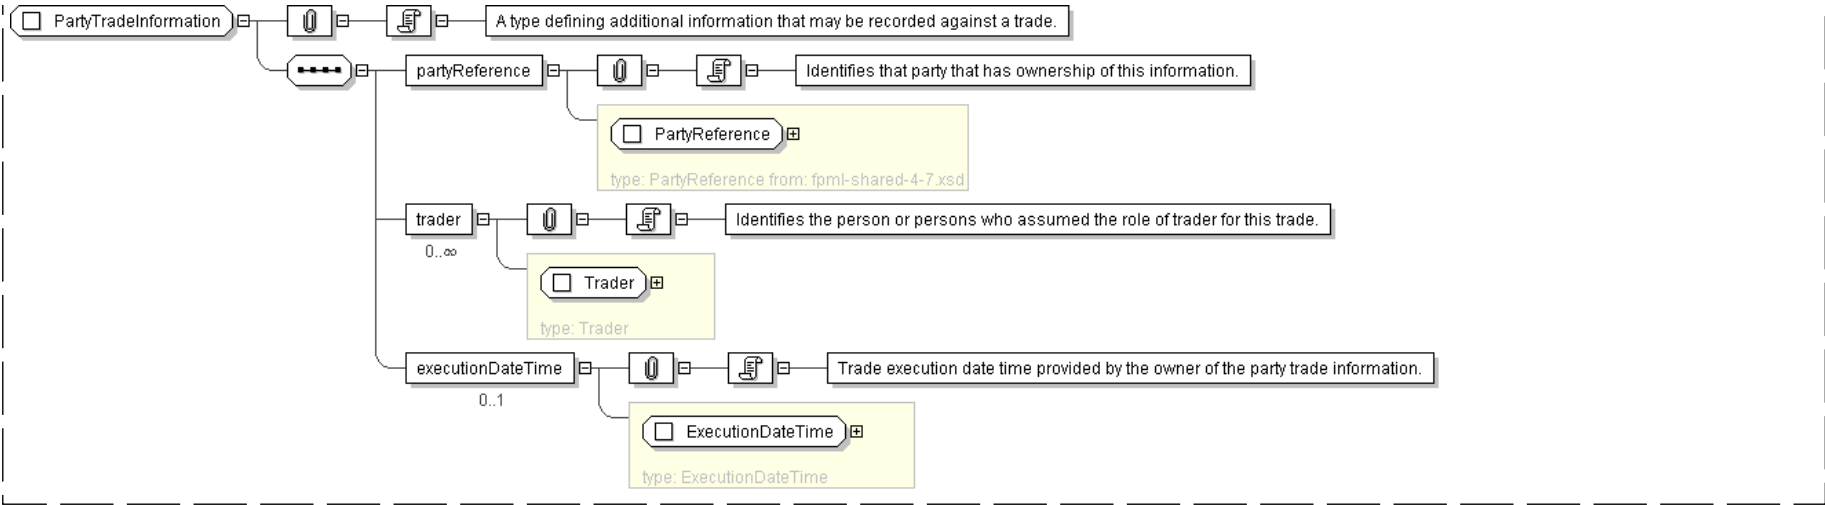 PartyTradeInformation
A type defining additional information that may be recorded against a trade.
partyReference
Identifies that party that has ownership of this information.
PartyReference
type: PartyReference from: fpml-shared-4-7.xsd
trader
Identifies the person or persons who assumed the role of trader for this trade.
0..∞
Trader
type: Trader
executionDateTime
Trade execution date time provided by the owner of the party trade information.
0..1
ExecutionDateTime
type: ExecutionDateTime